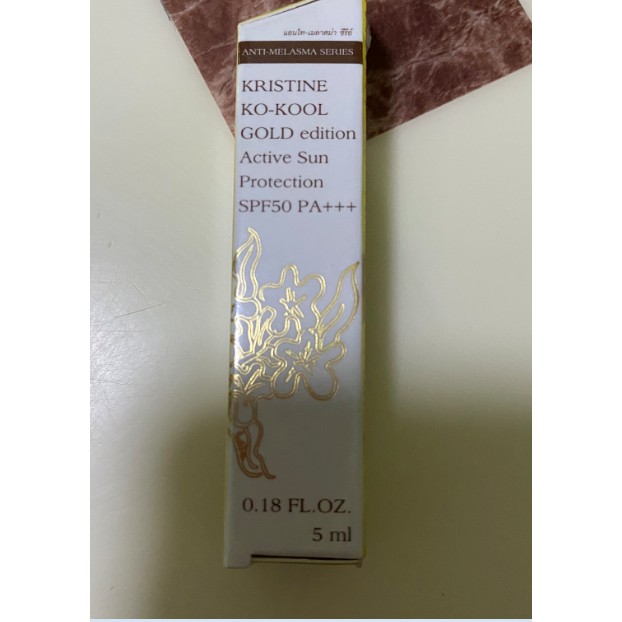 แอนไท-เมลาสม่า ซีรีย์
ANTI-MELASMA SERIES
KRISTINE
KO-KOOL
GOLD edition
Active Sun
Protection
SPF50 PA+++
0.18 FL.OZ.
5 ml